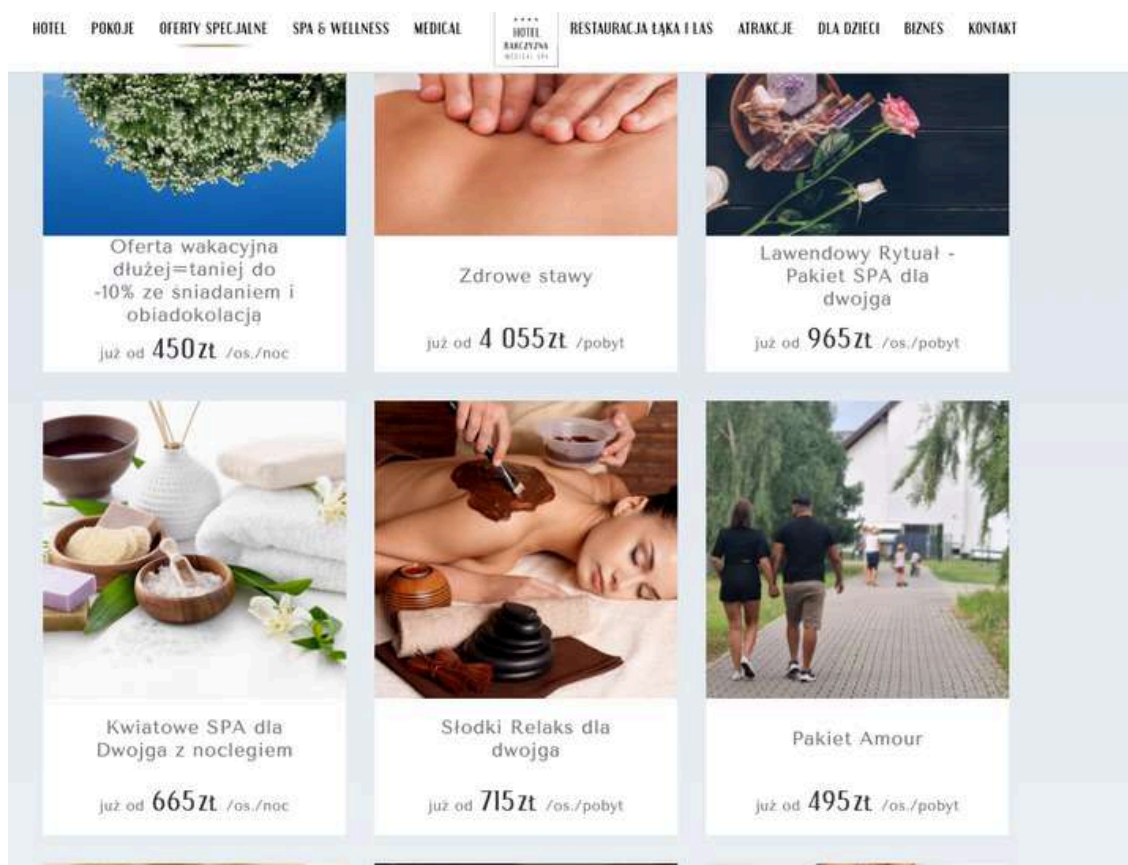 HOTEL POKOJE OFERTY SPECJALNE SPA & WELLNESS MEDICAL
HOTEL
BARCZYZNA
MEDICAL SPA
RESTAURACJA ŁĄKA I LAS ATRAKCJE DLA DZIECI BIZNES KONTAKT
Oferta wakacyjna
dłużej=taniej do
-10% ze śniadaniem i
obiadokolacją
już od 450zł /os./noc
Zdrowe stawy
już od 4 055zł /pobyt
Lawendowy Rytuał -
Pakiet SPA dla
dwojga
już od 965zł /os./pobyt
Kwiatowe SPA dla
Dwojga z noclegiem
już od 665zł /os./noc
Słodki Relaks dla
dwojga
już od 715zł /os./pobyt
Pakiet Amour
już od 495zł /os./pobyt